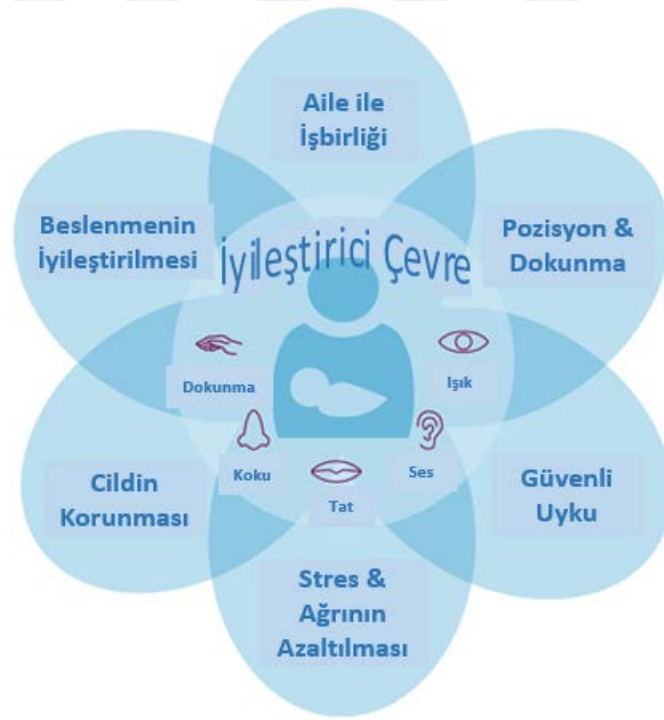 Aile ile
İşbirliği
Beslenmenin
İyileştirilmesi
Pozisyon &
Dokunma
İyileştirici Çevre
Dokunma
Işık
Koku
Ses
Tat
Cildin
Korunması
Güvenli
Uyku
Stres &
Ağrının
Azaltılması